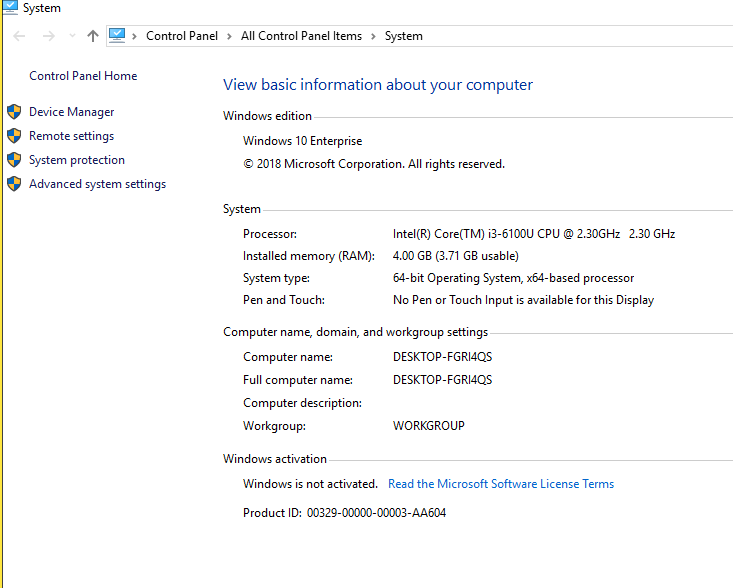 System
Control Panel > All Control Panel Items > System
Control Panel Home
Device Manager
Remote settings
System protection
Advanced system settings
View basic information about your computer
Windows edition
Windows 10 Enterprise
© 2018 Microsoft Corporation. All rights reserved.
System
Processor: Intel(R) Core(TM) i3-6100U CPU @ 2.30GHz 2.30 GHz
Installed memory (RAM): 4.00 GB (3.71 GB usable)
System type: 64-bit Operating System, x64-based processor
Pen and Touch: No Pen or Touch Input is available for this Display
Computer name, domain, and workgroup settings
Computer name: DESKTOP-FGRI4QS
Full computer name: DESKTOP-FGRI4QS
Computer description:
Workgroup: WORKGROUP
Windows activation
Windows is not activated. Read the Microsoft Software License Terms
Product ID: 00329-00000-00003-AA604